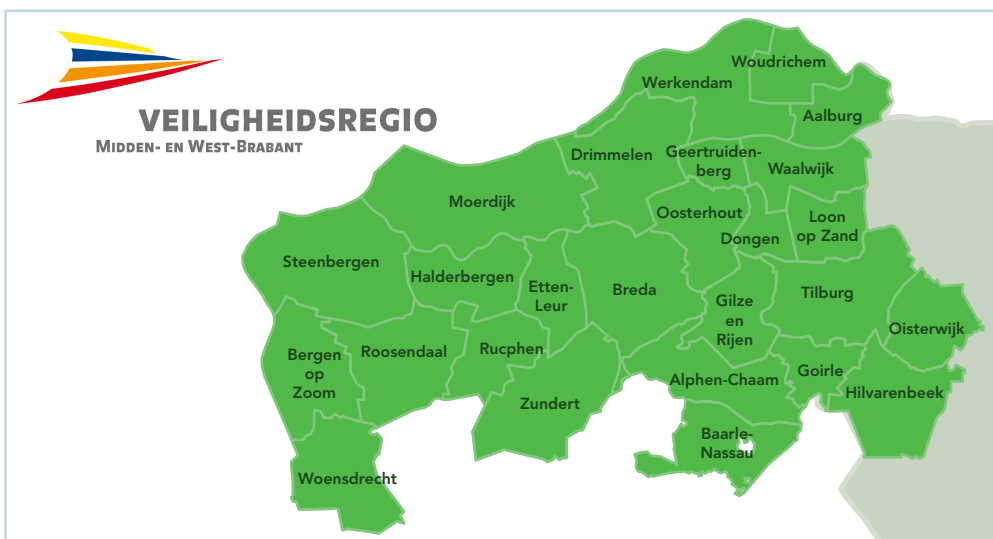 VEILIGHEIDSREGIO
MIDDEN- EN WEST-BRABANT
Woudrichem
Werkendam
Aalburg
Drimmelen
Geertruiden-
berg
Waalwijk
Moerdijk
Oosterhout
Loon
op Zand
Dongen
Steenbergen
Halderbergen
Etten-
Leur
Breda
Gilze
en
Rijen
Tilburg
Oisterwijk
Bergen
op
Zoom
Roosendaal
Rucphen
Zundert
Alphen-Chaam
Goirle
Hilvarenbeek
Baarle-
Nassau
Woensdrecht